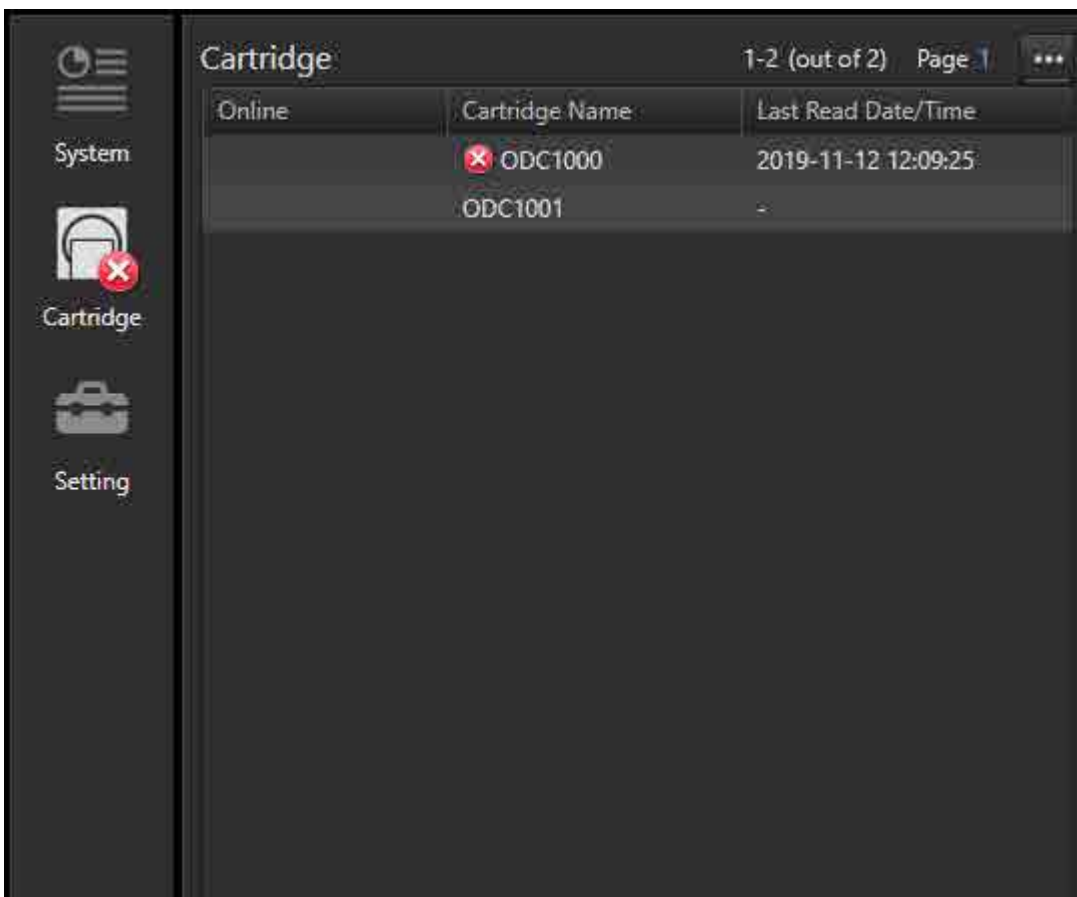 System
Cartridge
Setting
Cartridge 1-2 (out of 2) Page 1
Online Cartridge Name Last Read Date/Time
ODC1000 2019-11-12 12:09:25
ODC1001 -